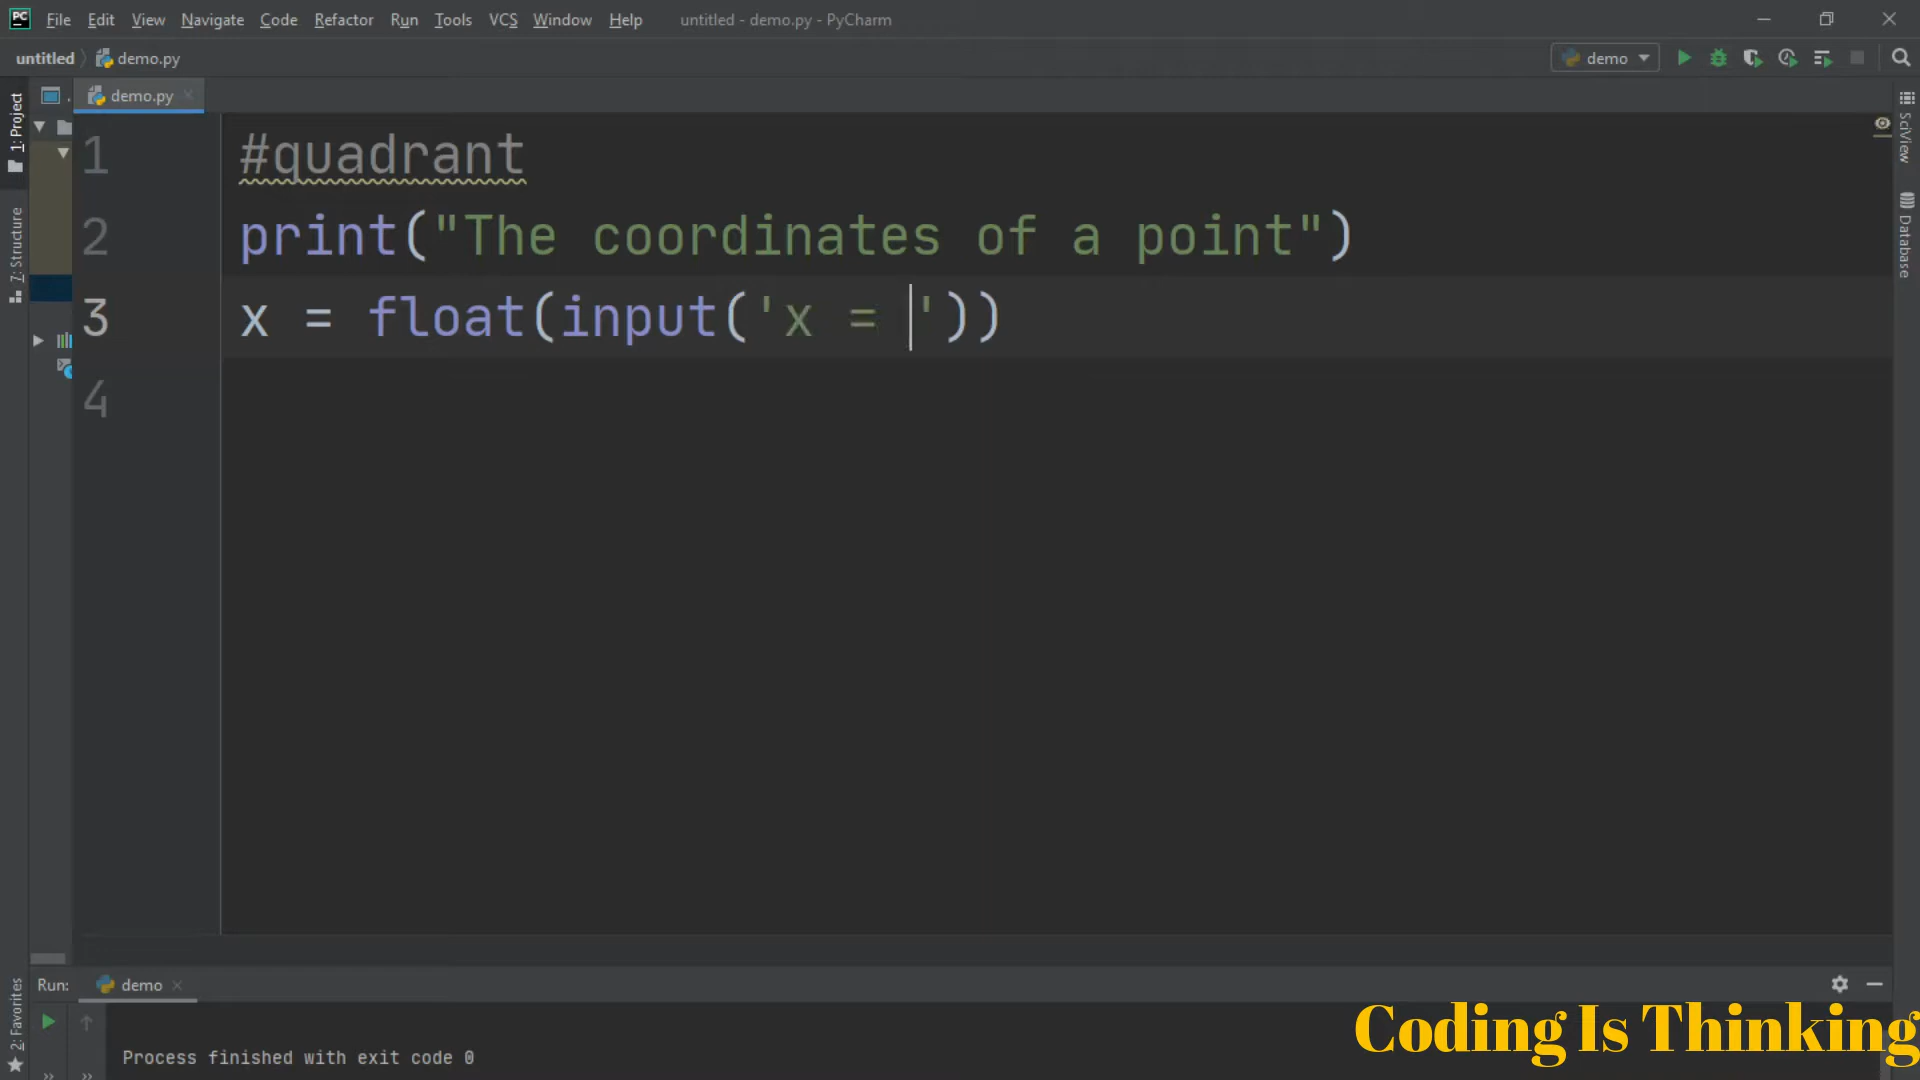 PC File Edit View Navigate Code Refactor Run Tools VCS Window Help untitled - demo.py - PyCharm
untitled demo.py demo
demo.py
1: Project
7: Structure
2: Favorites
SciView
Database
1 #quadrant
2 print("The coordinates of a point")
3 x = float(input('x = '))
4
Run: demo
Process finished with exit code 0
Coding Is Thinking